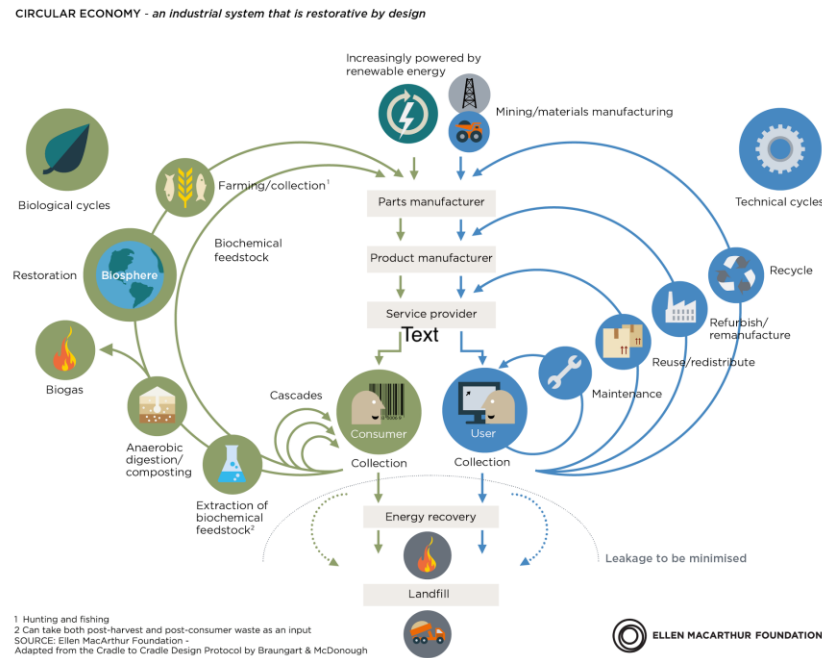 CIRCULAR ECONOMY - an industrial system that is restorative by design
Increasingly powered by
renewable energy
Mining/materials manufacturing
Biological cycles
Technical cycles
Farming/collection¹
Parts manufacturer
Biochemical
feedstock
Product manufacturer
Restoration
Biosphere
Recycle
Service provider
Text
Refurbish/
remanufacture
Reuse/redistribute
Biogas
Maintenance
Cascades
Consumer
User
Anaerobic
digestion/
composting
Collection
Collection
Extraction of
biochemical
feedstock²
Energy recovery
Leakage to be minimised
Landfill
1 Hunting and fishing
2 Can take both post-harvest and post-consumer waste as an input
SOURCE: Ellen MacArthur Foundation -
Adapted from the Cradle to Cradle Design Protocol by Braungart & McDonough
ELLEN MACARTHUR FOUNDATION